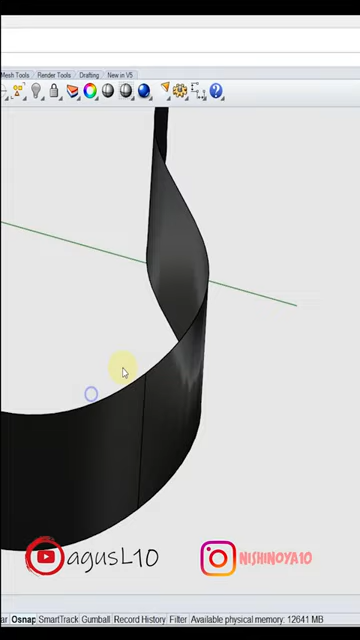 Mesh Tools Render Tools Drafting New in V5
agusL10
NISHINOYA10
Osnap SmartTrack Gumball Record History Filter Available physical memory: 12641 MB